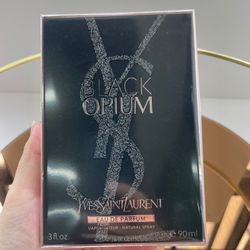 YSL
BLACK
OPIUM
YVESSAINTLAURENT
EAU DE PARFUM
VAPORISATEUR - NATURAL SPRAY
3 fl.oz. 90 ml